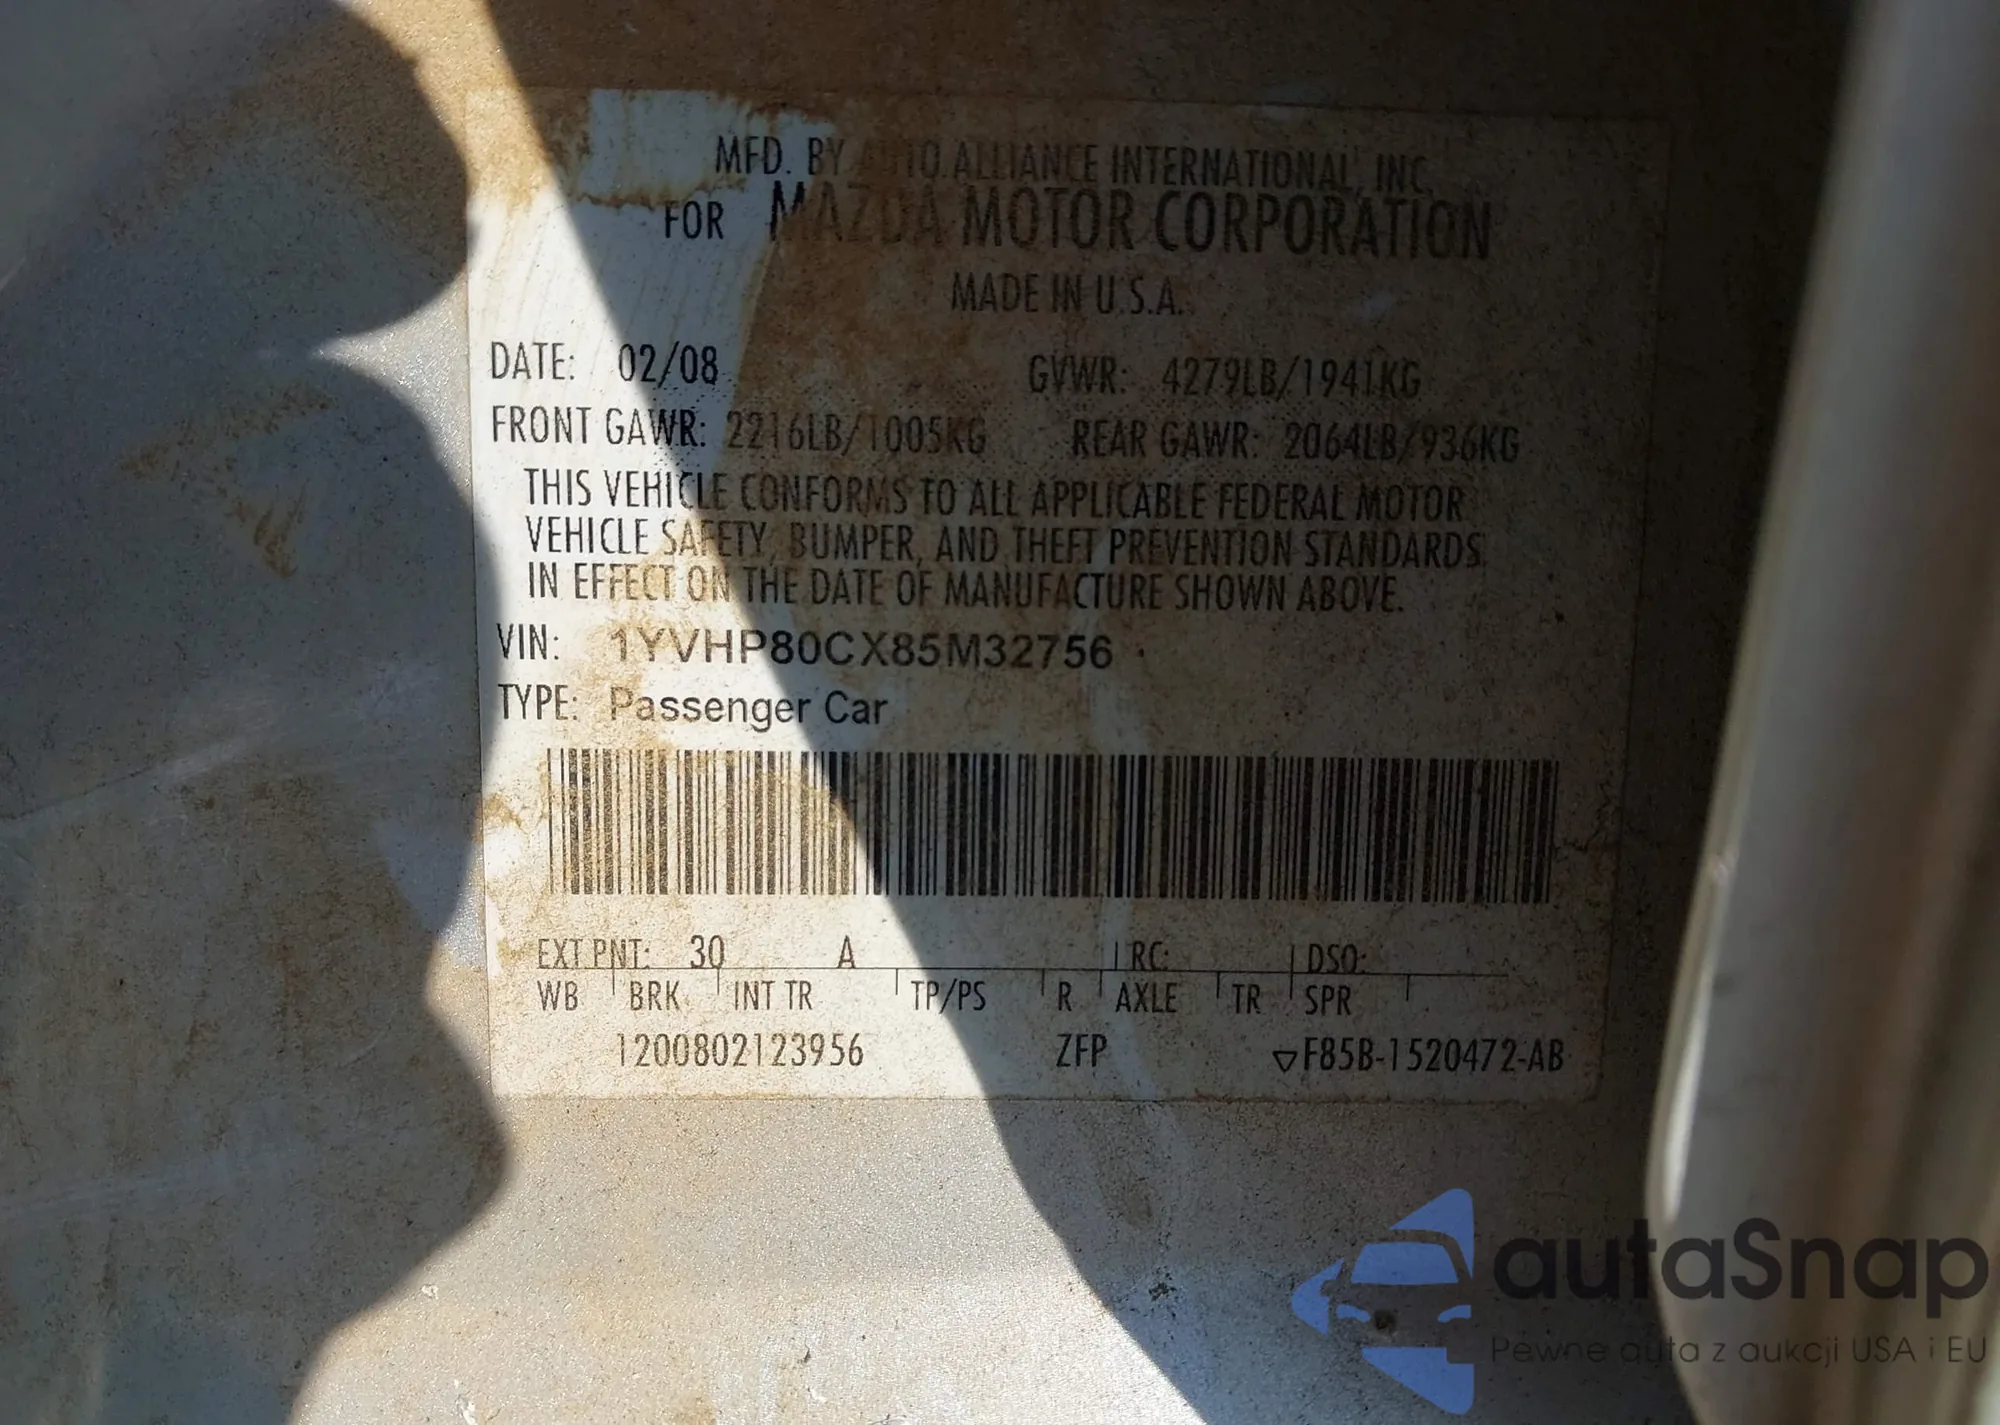 MFD. BY AUTO ALLIANCE INTERNATIONAL, INC.
FOR MAZDA MOTOR CORPORATION
MADE IN U.S.A.
DATE: 02/08 GVWR: 4279LB/1941KG
FRONT GAWR: 2216LB/1005KG REAR GAWR: 2064LB/936KG
THIS VEHICLE CONFORMS TO ALL APPLICABLE FEDERAL MOTOR
VEHICLE SAFETY, BUMPER, AND THEFT PREVENTION STANDARDS
IN EFFECT ON THE DATE OF MANUFACTURE SHOWN ABOVE.
VIN: 1YVHP80CX85M32756
TYPE: Passenger Car
EXT PNT: 30 A RC: DSO:
WB BRK INT TR TP/PS R AXLE TR SPR
1200802123956 ZFP ▽F85B-1520472-AB
autaSnap
Pewne auta z aukcji USA i EU